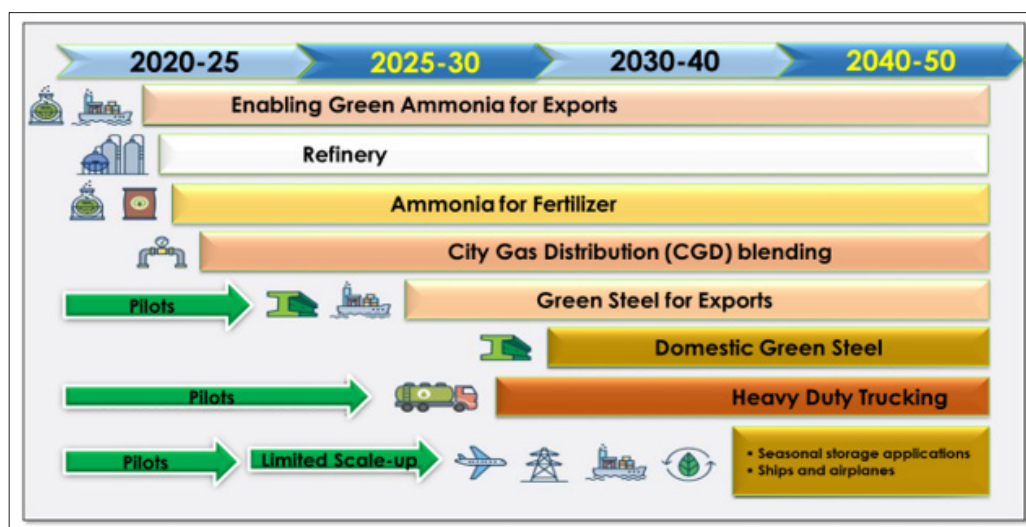 2020-25 2025-30 2030-40 2040-50
Enabling Green Ammonia for Exports
Refinery
Ammonia for Fertilizer
City Gas Distribution (CGD) blending
Pilots Green Steel for Exports
Domestic Green Steel
Pilots Heavy Duty Trucking
Pilots Limited Scale-up
• Seasonal storage applications
• Ships and airplanes